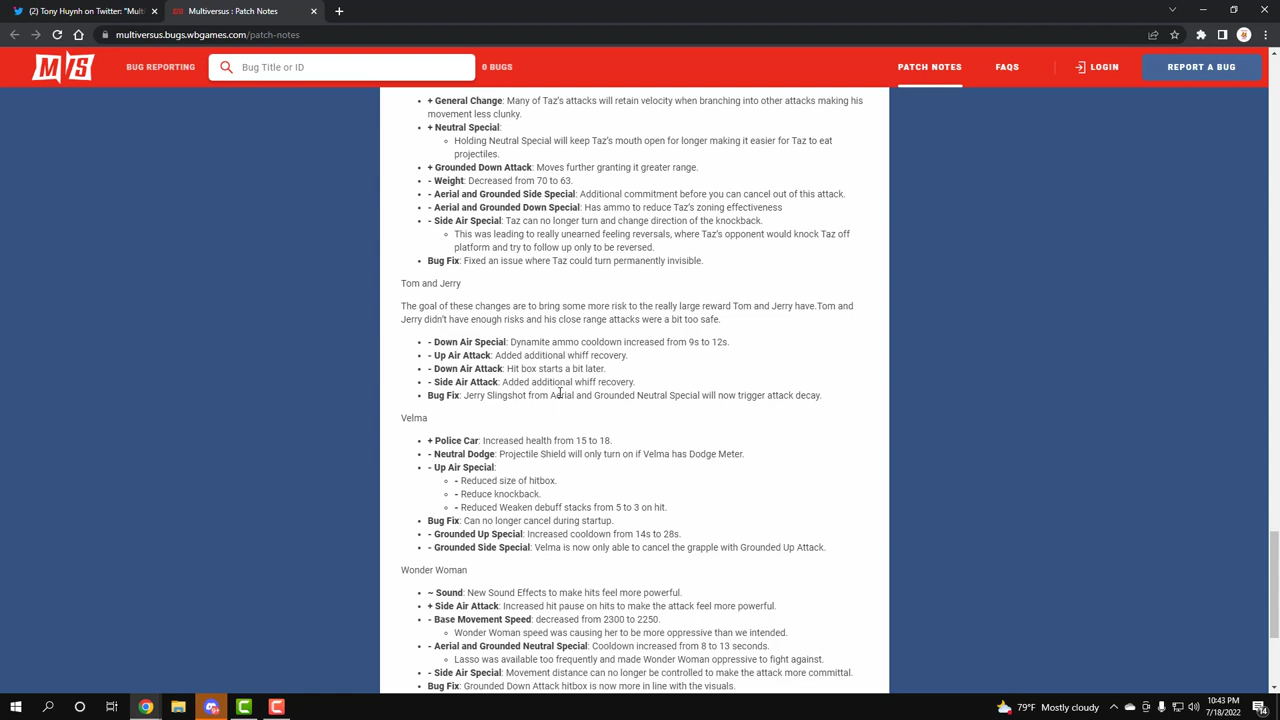 (2) Tony Huynh on Twitter: "Multi
multiversus.bugs.wbgames.com/patch-notes
MVS
BUG REPORTING
Bug Title or ID
0 BUGS
PATCH NOTES
FAQS
LOGIN
REPORT A BUG
+ General Change: Many of Taz's attacks will retain velocity when branching into other attacks making his
movement less clunky.
+ Neutral Special:
Holding Neutral Special will keep Taz's mouth open for longer making it easier for Taz to eat
projectiles.
+ Grounded Down Attack: Moves further granting it greater range.
- Weight: Decreased from 70 to 63.
- Aerial and Grounded Side Special: Additional commitment before you can cancel out of this attack.
- Aerial and Grounded Down Special: Has ammo to reduce Taz's zoning effectiveness
- Side Air Special: Taz can no longer turn and change direction of the knockback.
This was leading to really unearned feeling reversals, where Taz's opponent would knock Taz off
platform and try to follow up only to be reversed.
Bug Fix: Fixed an issue where Taz could turn permanently invisible.
Tom and Jerry
The goal of these changes are to bring some more risk to the really large reward Tom and Jerry have.Tom and
Jerry didn't have enough risks and his close range attacks were a bit too safe.
- Down Air Special: Dynamite ammo cooldown increased from 9s to 12s.
- Up Air Attack: Added additional whiff recovery.
- Down Air Attack: Hit box starts a bit later.
- Side Air Attack: Added additional whiff recovery.
Bug Fix: Jerry Slingshot from Aerial and Grounded Neutral Special will now trigger attack decay.
Velma
+ Police Car: Increased health from 15 to 18.
- Neutral Dodge: Projectile Shield will only turn on if Velma has Dodge Meter.
- Up Air Special:
- Reduced size of hitbox.
- Reduce knockback.
- Reduced Weaken debuff stacks from 5 to 3 on hit.
Bug Fix: Can no longer cancel during startup.
- Grounded Up Special: Increased cooldown from 14s to 28s.
- Grounded Side Special: Velma is now only able to cancel the grapple with Grounded Up Attack.
Wonder Woman
~ Sound: New Sound Effects to make hits feel more powerful.
+ Side Air Attack: Increased hit pause on hits to make the attack feel more powerful.
- Base Movement Speed: decreased from 2300 to 2250.
Wonder Woman speed was causing her to be more oppressive than we intended.
- Aerial and Grounded Neutral Special: Cooldown increased from 8 to 13 seconds.
Lasso was available too frequently and made Wonder Woman oppressive to fight against.
- Side Air Special: Movement distance can no longer be controlled to make the attack more committal.
Bug Fix: Grounded Down Attack hitbox is now more in line with the visuals.
79°F Mostly cloudy
10:43 PM
7/18/2022